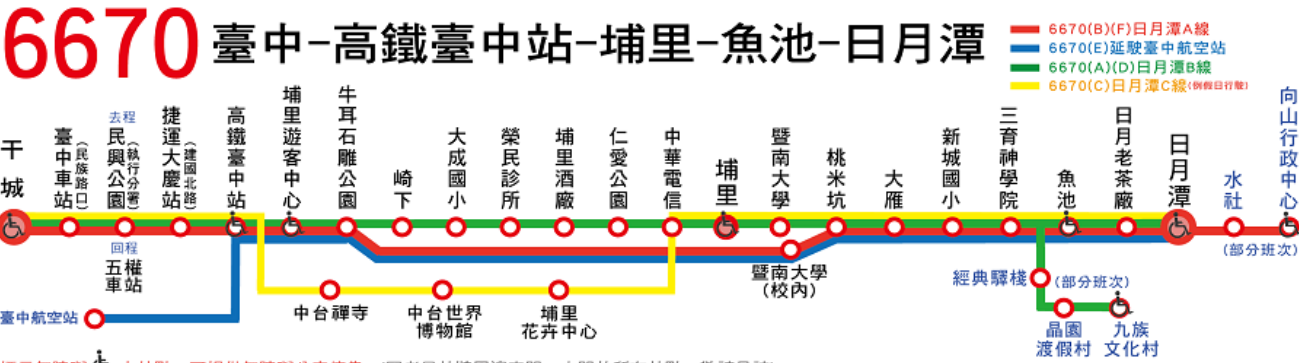 6670 臺中-高鐵臺中站-埔里-魚池-日月潭
6670(B)(F)日月潭A線
6670(E)延駛臺中航空站
6670(A)(D)日月潭B線
6670(C)日月潭C線(例假日行駛)
干城
臺中車站(民族路口)
去程
民興公園(執行分署)
回程
五權車站
捷運大慶站(建國北路)
高鐵臺中站
埔里遊客中心
牛耳石雕公園
崎下
大成國小
榮民診所
埔里酒廠
仁愛公園
中華電信
埔里
暨南大學
桃米坑
大雁
新城國小
三育神學院
魚池
日月老茶廠
日月潭
水社
向山行政中心
(部分班次)
暨南大學
(校內)
經典驛棧
(部分班次)
中台禪寺
中台世界
博物館
埔里
花卉中心
臺中航空站
晶園
渡假村
九族
文化村